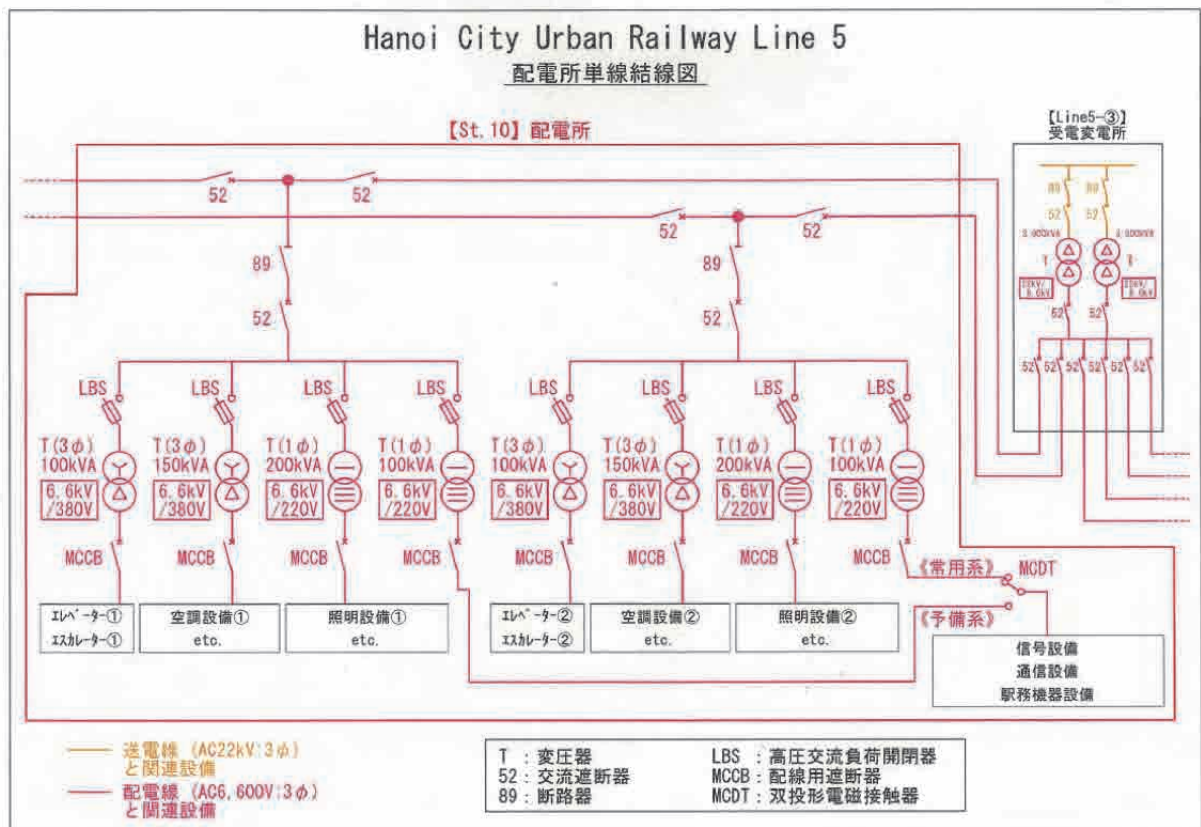 Hanoi City Urban Railway Line 5
配電所単線結線図
【St.10】配電所
【Line5-③】
受電変電所
52
52
52
52
89
89
52
52
89
89
52
52
22kV/
6.6kV
22kV/
6.6kV
52
52
52 52 52 52 52 52
LBS
LBS
LBS
LBS
LBS
LBS
LBS
LBS
T(3φ)
100kVA
6.6kV
/380V
T(3φ)
150kVA
6.6kV
/380V
T(1φ)
200kVA
6.6kV
/220V
T(1φ)
100kVA
6.6kV
/220V
T(3φ)
100kVA
6.6kV
/380V
T(3φ)
150kVA
6.6kV
/380V
T(1φ)
200kVA
6.6kV
/220V
T(1φ)
100kVA
6.6kV
/220V
MCCB
MCCB
MCCB
MCCB
MCCB
MCCB
MCCB
MCCB
《常用系》
MCDT
《予備系》
ｴﾚﾍﾞｰﾀｰ①
ｴｽｶﾚｰﾀｰ①
空調設備①
etc.
照明設備①
etc.
ｴﾚﾍﾞｰﾀｰ②
ｴｽｶﾚｰﾀｰ②
空調設備②
etc.
照明設備②
etc.
信号設備
通信設備
駅務機器設備
送電線 (AC22kV:3φ)
と関連設備
配電線 (AC6,600V:3φ)
と関連設備
T : 変圧器
52 : 交流遮断器
89 : 断路器
LBS : 高圧交流負荷開閉器
MCCB : 配線用遮断器
MCDT : 双投形電磁接触器